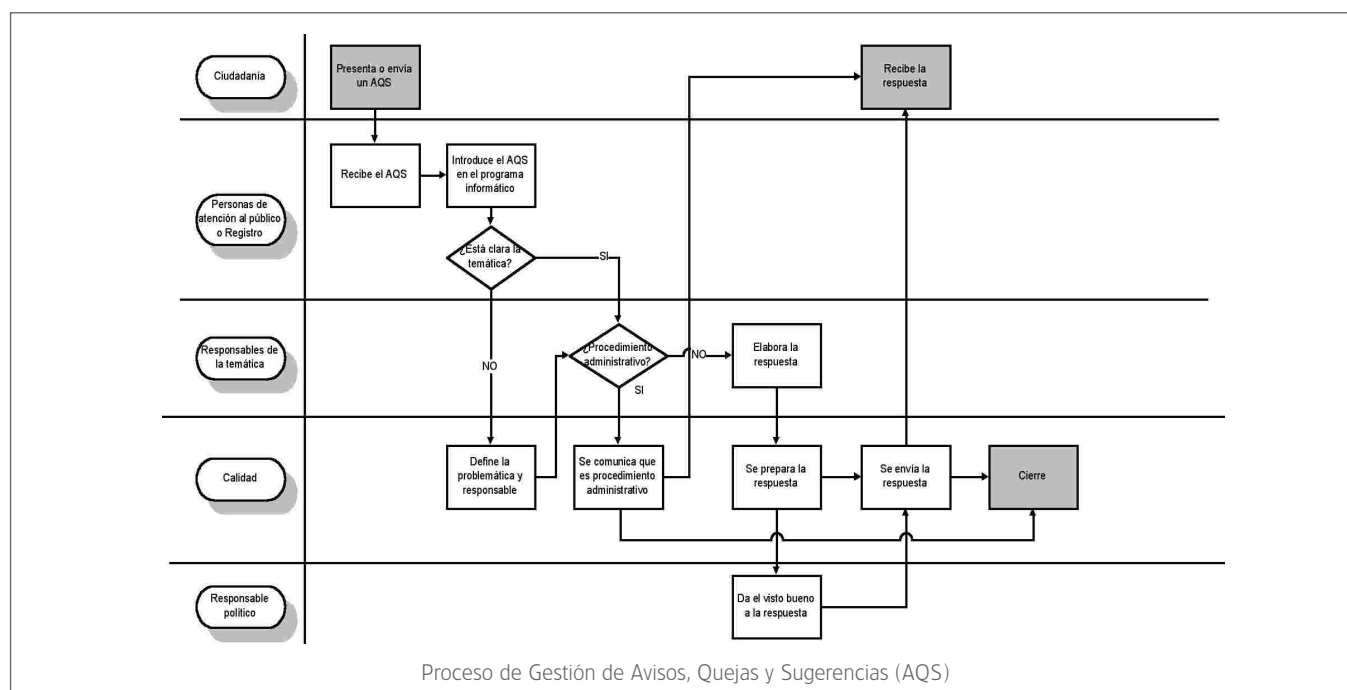 Ciudadanía
Presenta o envía
un AQS
Recibe la
respuesta
Personas de
atención al público
o Registro
Recibe el AQS
Introduce el AQS
en el programa
informático
¿Está clara la
temática?
SI
NO
Responsables de
la temática
¿Procedimiento
administrativo?
NO
SI
Elabora la
respuesta
Calidad
Define la
problemática y
responsable
Se comunica que
es procedimiento
administrativo
Se prepara la
respuesta
Se envía la
respuesta
Cierre
Responsable
político
Da el visto bueno
a la respuesta
Proceso de Gestión de Avisos, Quejas y Sugerencias (AQS)